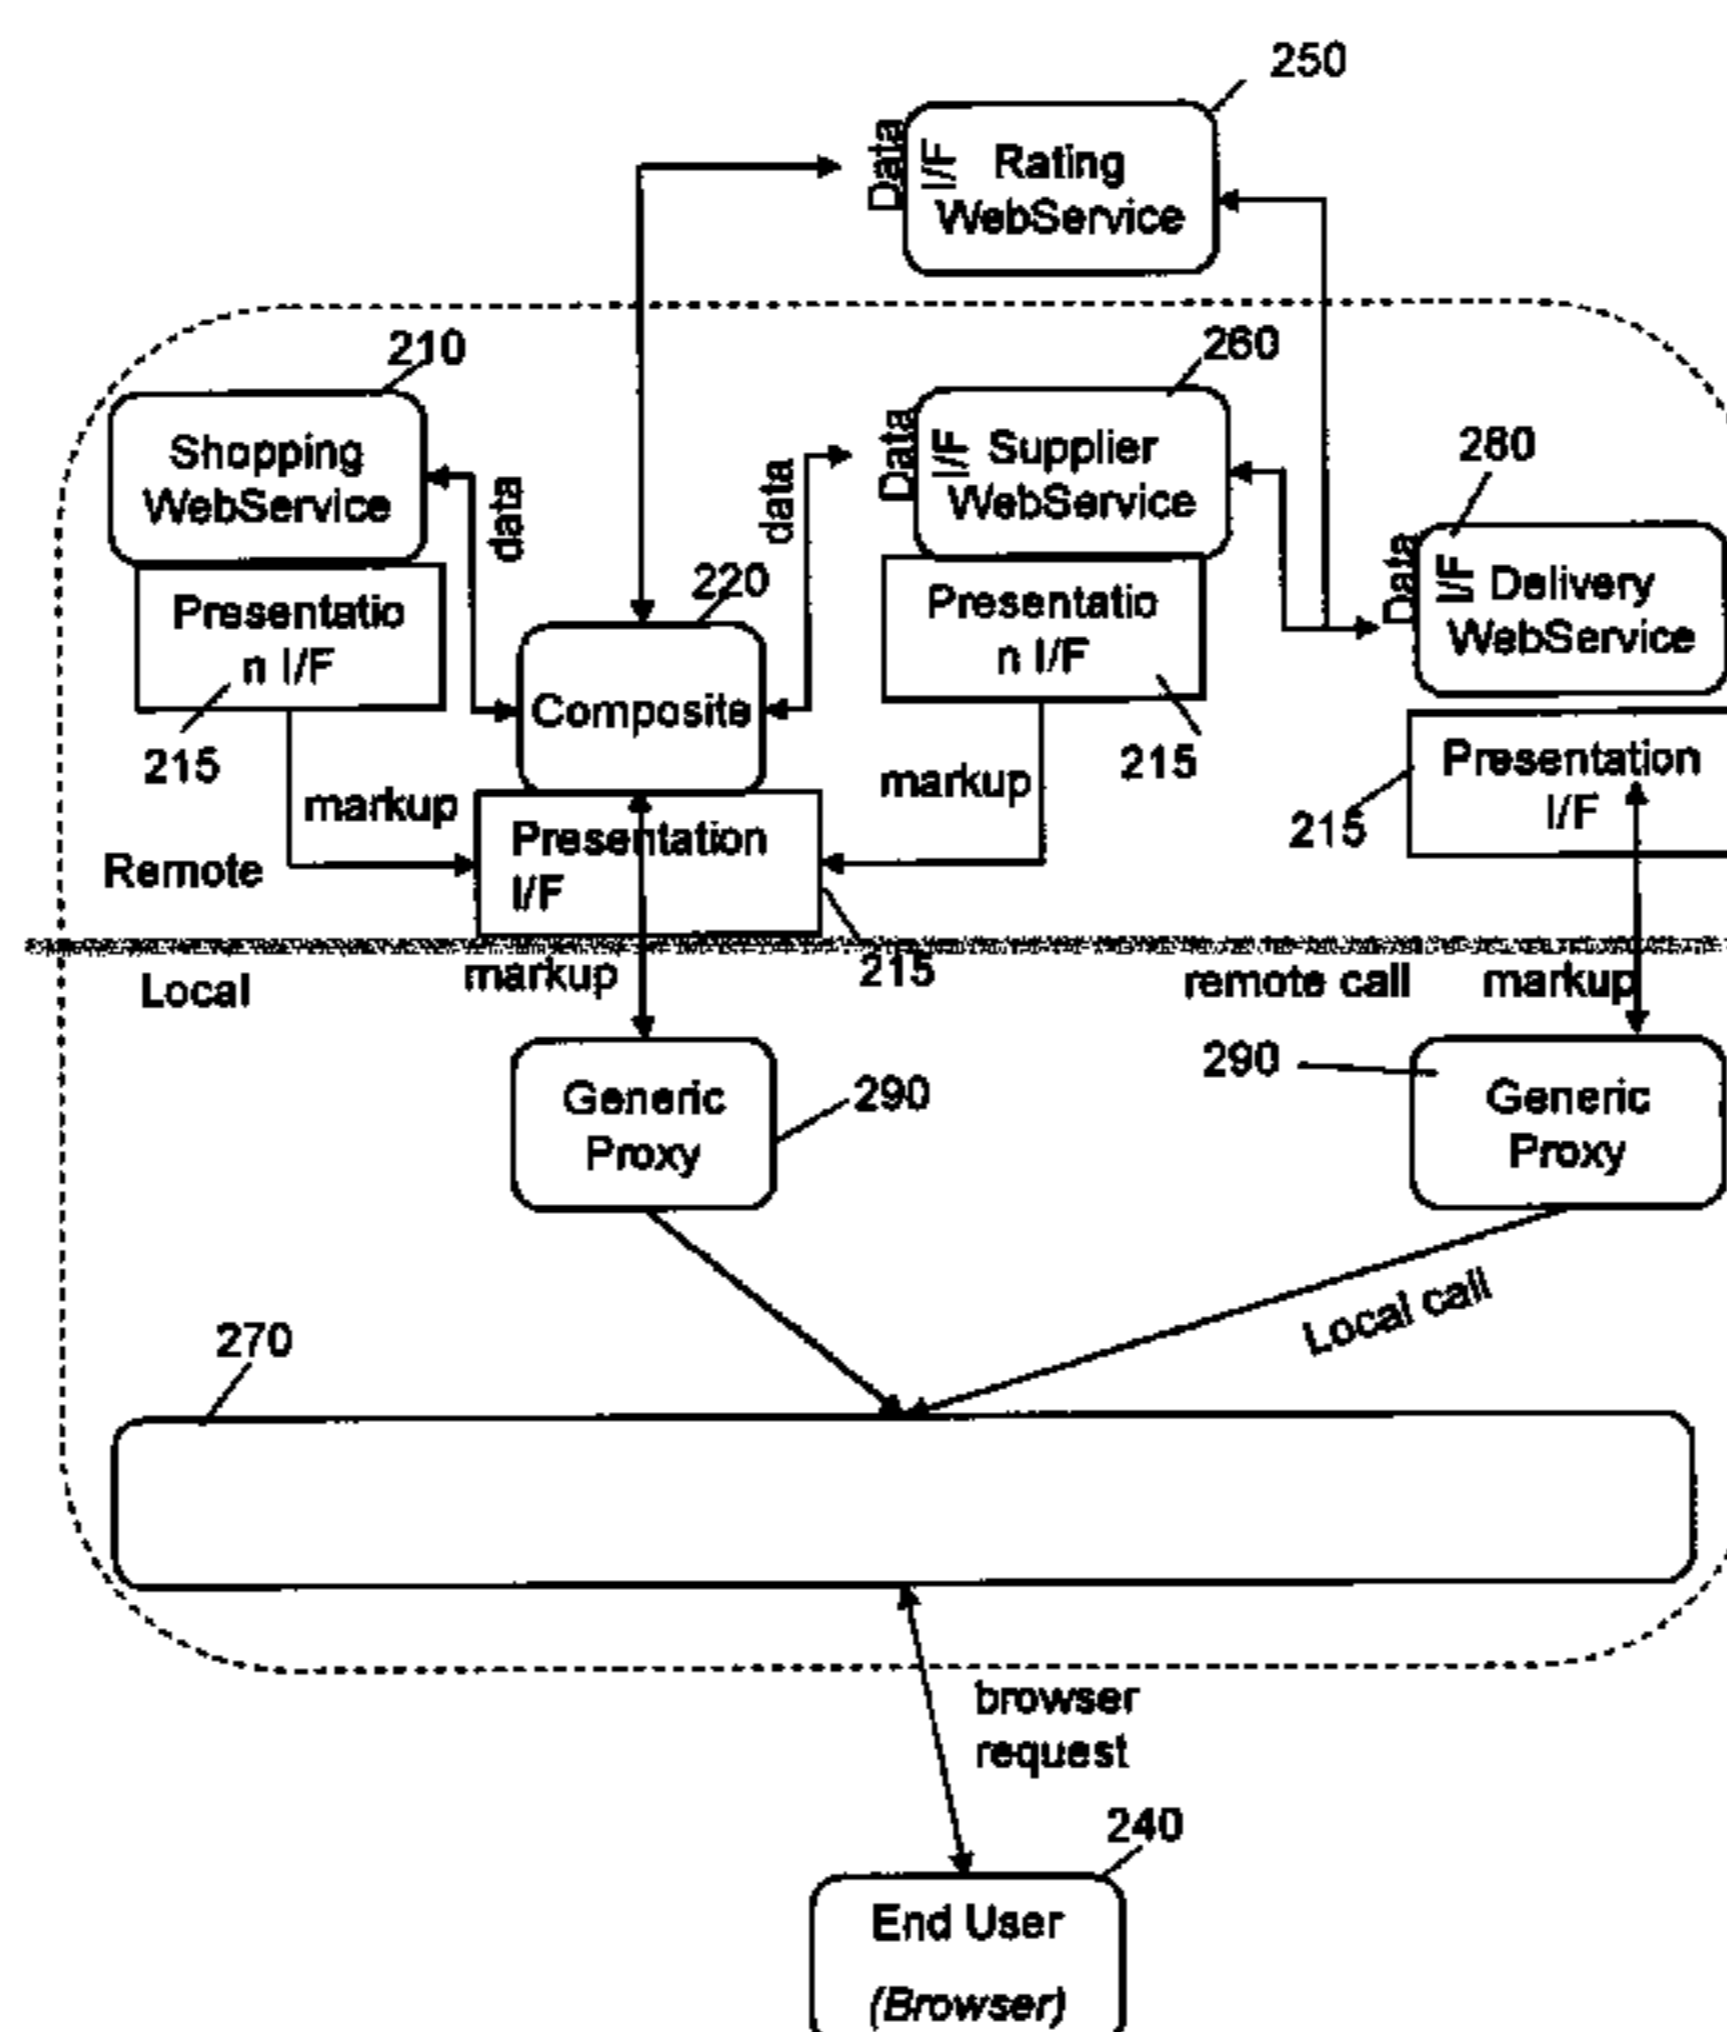 250
Data
I/F
Rating
WebService
210
260
Shopping
WebService
data
data
Data
I/F
Supplier
WebService
260
Data
I/F
Delivery
WebService
Presentatio
n I/F
215
220
Composite
Presentatio
n I/F
215
Presentation
I/F
215
markup
markup
Presentation
I/F
215
Remote
Local
markup
remote call
markup
290
Generic
Proxy
290
Generic
Proxy
Local call
270
browser
request
240
End User
(Browser)